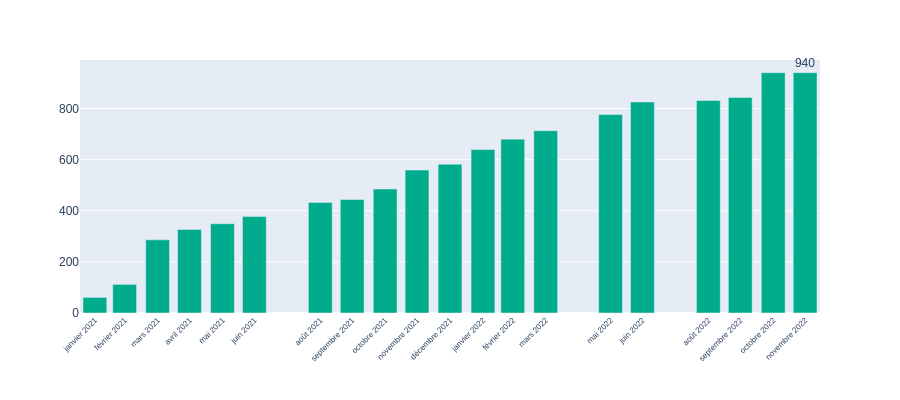 940
800
600
400
200
0
janvier 2021
février 2021
mars 2021
avril 2021
mai 2021
juin 2021
août 2021
septembre 2021
octobre 2021
novembre 2021
décembre 2021
janvier 2022
février 2022
mars 2022
mai 2022
juin 2022
août 2022
septembre 2022
octobre 2022
novembre 2022